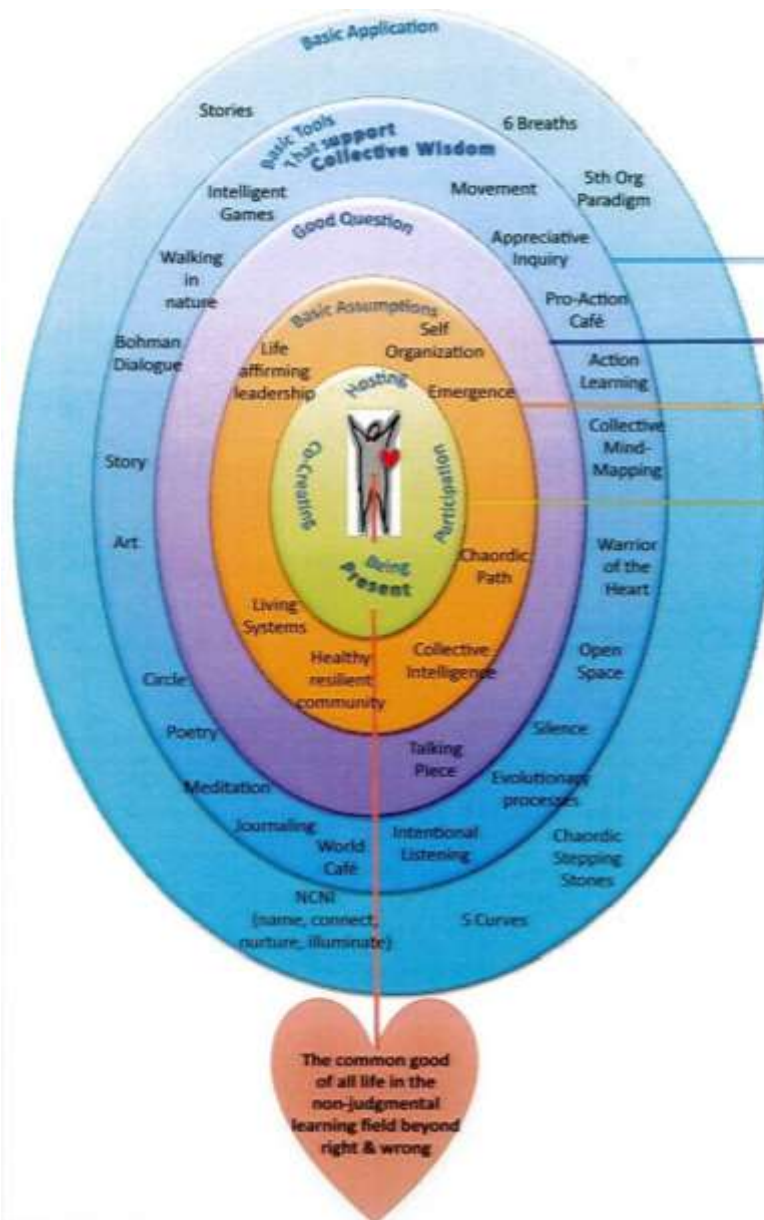 Basic Application
Stories
6 Breaths
Basic Tools
That support
Collective Wisdom
5th Org
Paradigm
Intelligent
Games
Movement
Good Question
Appreciative
Inquiry
Walking
in
nature
Pro-Action
Café
Basic Assumptions
Self
Organization
Bohman
Dialogue
Life
affirming
leadership
Action
Learning
Hosting
Emergence
Collective
Mind-
Mapping
Story
Co-Creating
Participation
Art
Warrior
of the
Heart
Being
Present
Chaordic
Path
Living
Systems
Healthy
resilient
community
Collective
Intelligence
Open
Space
Circle
Poetry
Silence
Talking
Piece
Meditation
Evolutionary
processes
Journaling
World
Café
Intentional
Listening
Chaordic
Stepping
Stones
NCNI
(name, connect,
nurture, illuminate)
S Curves
The common good
of all life in the
non-judgmental
learning field beyond
right & wrong